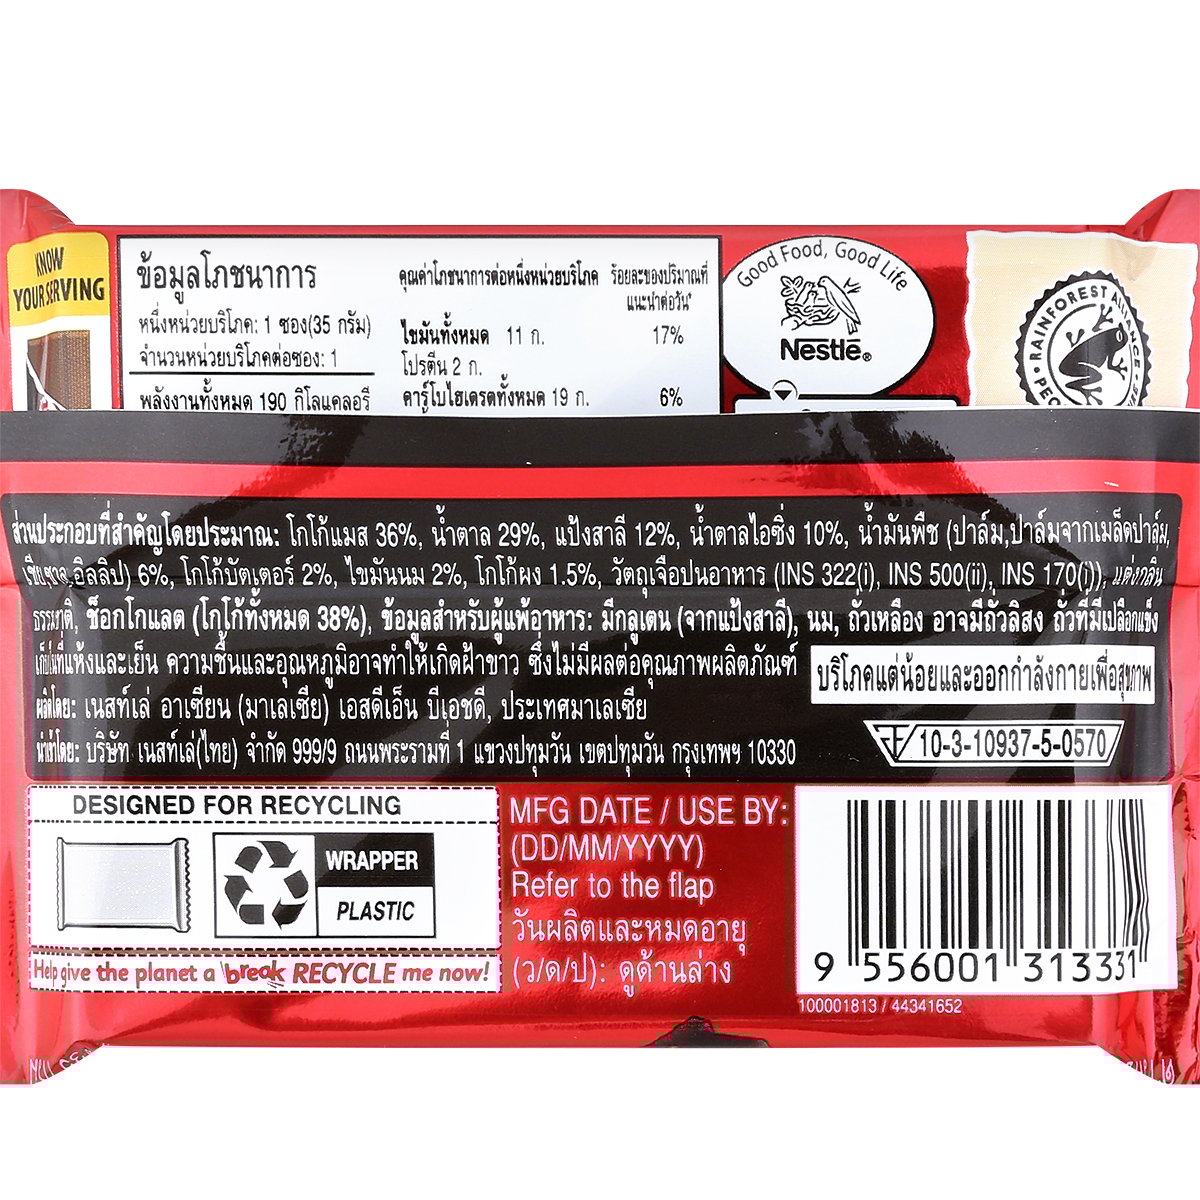 KNOW
YOUR SERVING
ข้อมูลโภชนาการ
หนึ่งหน่วยบริโภค: 1 ซอง(35 กรัม)
จำนวนหน่วยบริโภคต่อซอง: 1
พลังงานทั้งหมด 190 กิโลแคลอรี
คุณค่าโภชนาการต่อหนึ่งหน่วยบริโภค ร้อยละของปริมาณที่
แนะนำต่อวัน*
ไขมันทั้งหมด 11 ก. 17%
โปรตีน 2 ก.
คาร์โบไฮเดรตทั้งหมด 19 ก. 6%
Good Food, Good Life
Nestlé®
RAINFOREST ALLIANCE
ส่วนประกอบที่สำคัญโดยประมาณ: โกโก้แมส 36%, น้ำตาล 29%, แป้งสาลี 12%, น้ำตาลไอซิ่ง 10%, น้ำมันพืช (ปาล์ม,ปาล์มจากเมล็ดปาล์ม,
เชีย,ซาล,อิลลิป) 6%, โกโก้บัตเตอร์ 2%, ไขมันนม 2%, โกโก้ผง 1.5%, วัตถุเจือปนอาหาร (INS 322(i), INS 500(ii), INS 170(i)), แต่งกลิ่น
ธรรมชาติ, ช็อกโกแลต (โกโก้ทั้งหมด 38%), ข้อมูลสำหรับผู้แพ้อาหาร: มีกลูเตน (จากแป้งสาลี), นม, ถั่วเหลือง อาจมีถั่วลิสง ถั่วที่มีเปลือกแข็ง
เก็บในที่แห้งและเย็น ความชื้นและอุณหภูมิอาจทำให้เกิดฝ้าขาว ซึ่งไม่มีผลต่อคุณภาพผลิตภัณฑ์
บริโภคแต่น้อยและออกกำลังกายเพื่อสุขภาพ
ผลิตโดย: เนสท์เล่ อาเซียน (มาเลเซีย) เอสดีเอ็น บีเอชดี, ประเทศมาเลเซีย
นำเข้าโดย: บริษัท เนสท์เล่(ไทย) จำกัด 999/9 ถนนพระรามที่ 1 แขวงปทุมวัน เขตปทุมวัน กรุงเทพฯ 10330
10-3-10937-5-0570
DESIGNED FOR RECYCLING
WRAPPER
PLASTIC
Help give the planet a break RECYCLE me now!
MFG DATE / USE BY:
(DD/MM/YYYY)
Refer to the flap
วันผลิตและหมดอายุ
(ว/ด/ป): ดูด้านล่าง
9 556001 313331
100001813 / 44341652